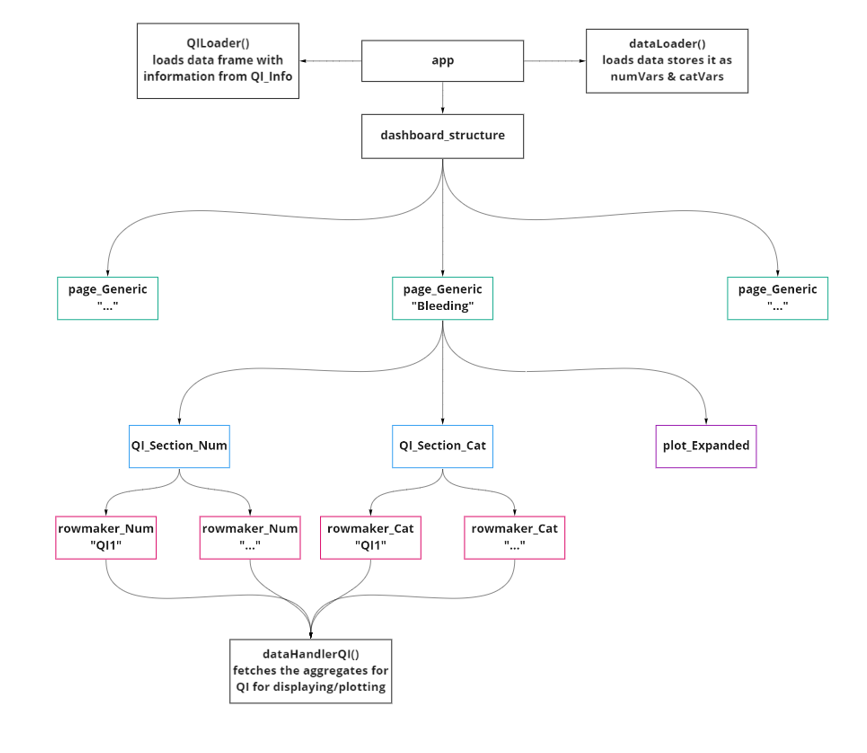 QILoader()
loads data frame with
information from QI_Info
app
dataLoader()
loads data stores it as
numVars & catVars
dashboard_structure
page_Generic
"..."
page_Generic
"Bleeding"
page_Generic
"..."
QI_Section_Num
QI_Section_Cat
plot_Expanded
rowmaker_Num
"QI1"
rowmaker_Num
"..."
rowmaker_Cat
"QI1"
rowmaker_Cat
"..."
dataHandlerQI()
fetches the aggregates for
QI for displaying/plotting